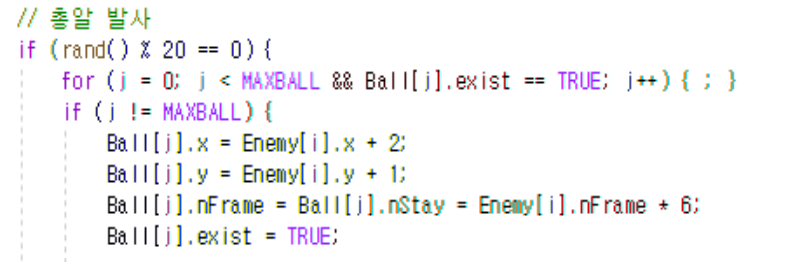 // 총알 발사
if (rand() % 20 == 0) {
for (j = 0; j < MAXBALL && Ball[j].exist == TRUE; j++) { ; }
if (j != MAXBALL) {
Ball[j].x = Enemy[i].x + 2;
Ball[j].y = Enemy[i].y + 1;
Ball[j].nFrame = Ball[j].nStay = Enemy[i].nFrame * 6;
Ball[j].exist = TRUE;